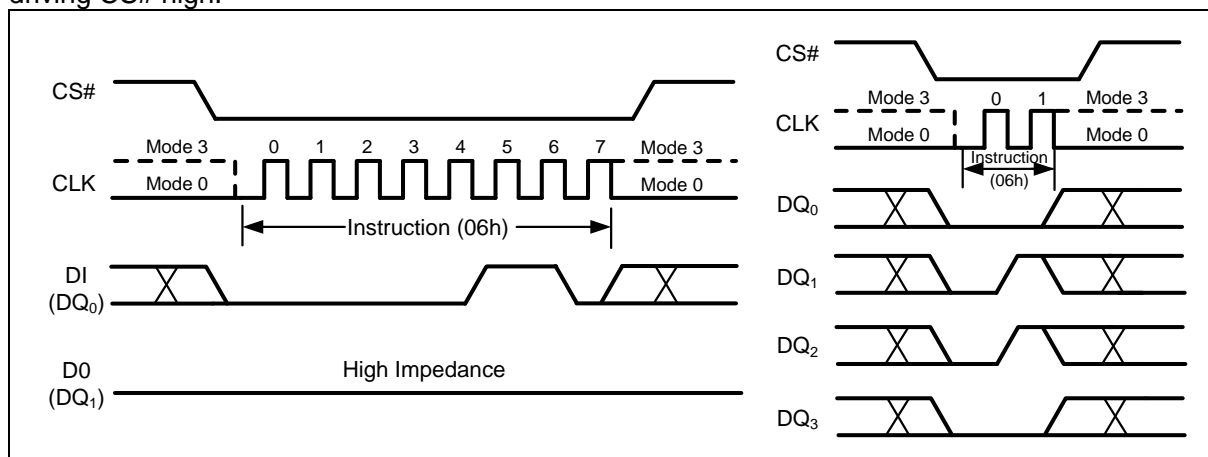 driving CS# high.
CS#
Mode 3
0 1 2 3 4 5 6 7
Mode 3
CLK
Mode 0
Mode 0
Instruction (06h)
DI
(DQ0)
D0
(DQ1)
High Impedance
CS#
Mode 3
0 1
Mode 3
CLK
Mode 0
Mode 0
Instruction
(06h)
DQ0
DQ1
DQ2
DQ3